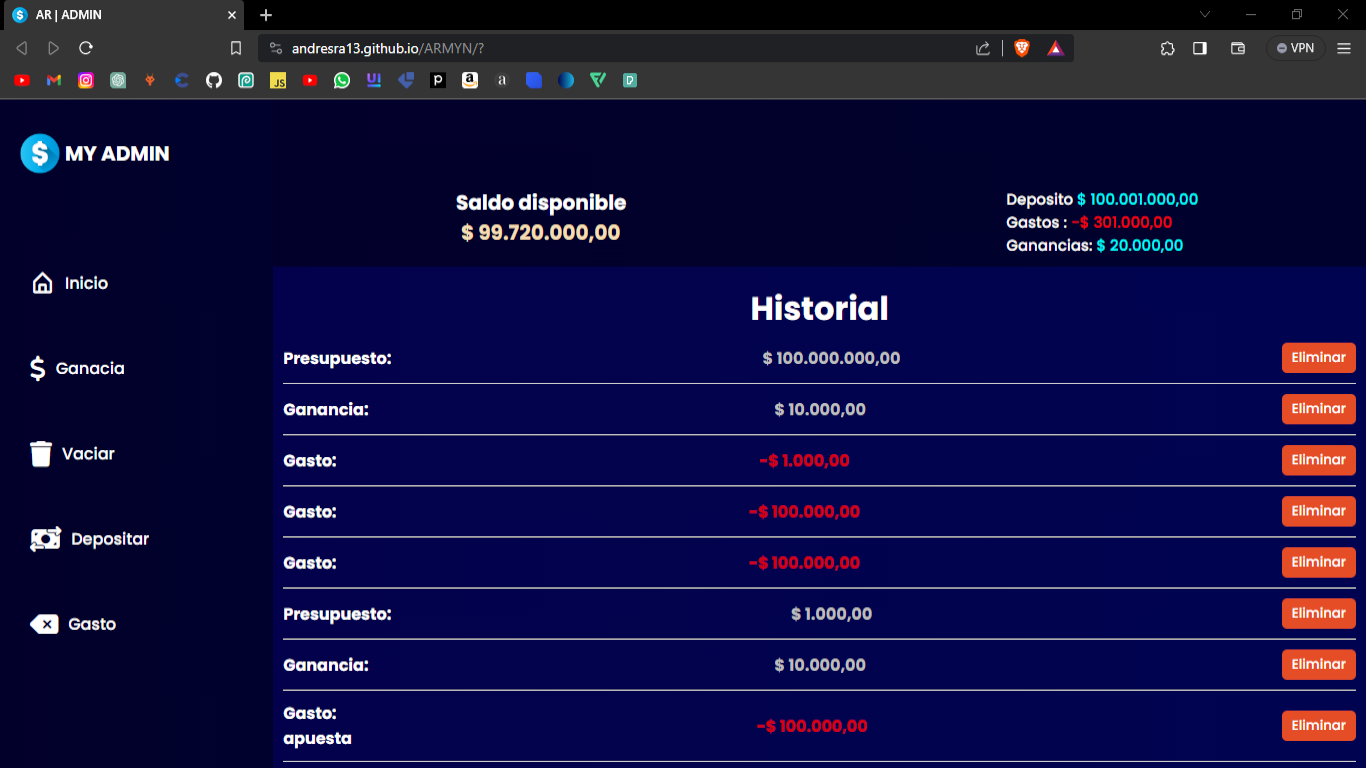 AR | ADMIN
andresra13.github.io/ARMYN/?
VPN
MY ADMIN
Saldo disponible
$ 99.720.000,00
Deposito $ 100.001.000,00
Gastos : -$ 301.000,00
Ganancias: $ 20.000,00
Inicio
Ganacia
Vaciar
Depositar
Gasto
Historial
Presupuesto: $ 100.000.000,00 Eliminar
Ganancia: $ 10.000,00 Eliminar
Gasto: -$ 1.000,00 Eliminar
Gasto: -$ 100.000,00 Eliminar
Gasto: -$ 100.000,00 Eliminar
Presupuesto: $ 1.000,00 Eliminar
Ganancia: $ 10.000,00 Eliminar
Gasto:
apuesta -$ 100.000,00 Eliminar